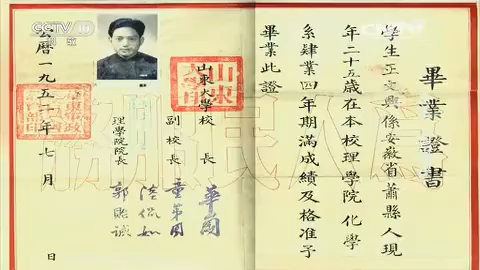 CCTV 10
科教
畢業證書
學生 文興係安徽省蕭縣人現
年二十五歲在本校理學院 化學
系肄業四年期滿成績及格准予
畢業此證
山東大學校 長 華崗
副校長 童第周
陸侃如
理學院院長 郭貽誠
公曆一九五一年七月 日